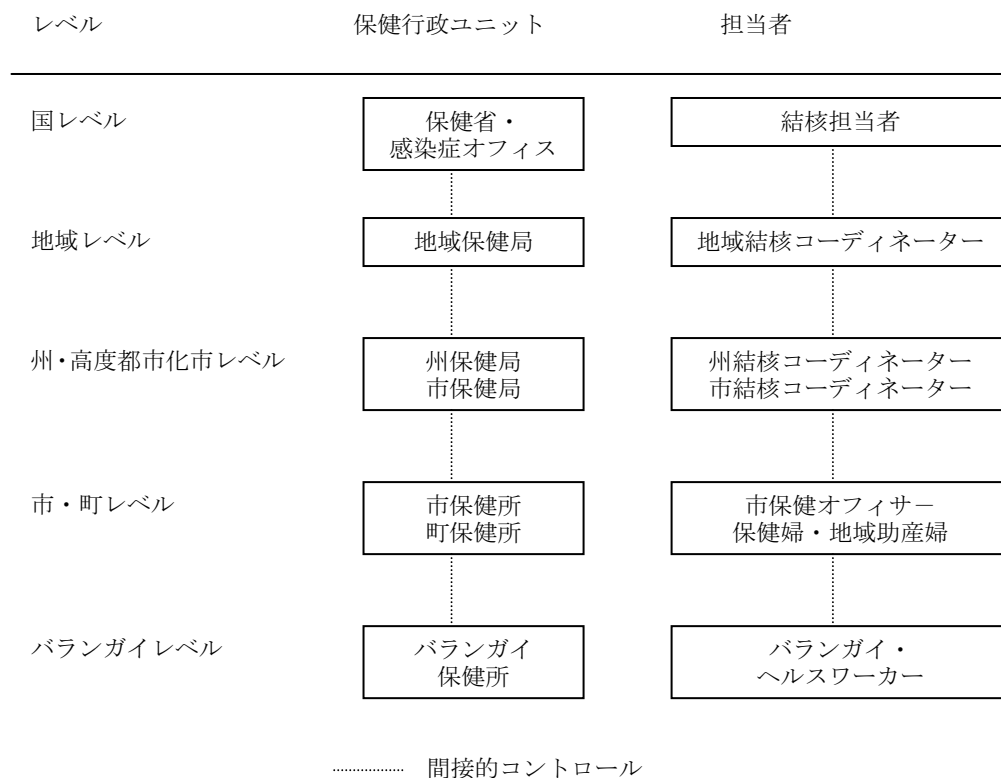 レベル 保健行政ユニット 担当者
国レベル
保健省・
感染症オフィス
結核担当者
地域レベル
地域保健局
地域結核コーディネーター
州・高度都市化市レベル
州保健局
市保健局
州結核コーディネーター
市結核コーディネーター
市・町レベル
市保健所
町保健所
市保健オフィサ−
保健婦・地域助産婦
バランガイレベル
バランガイ
保健所
バランガイ・
ヘルスワーカー
間接的コントロール